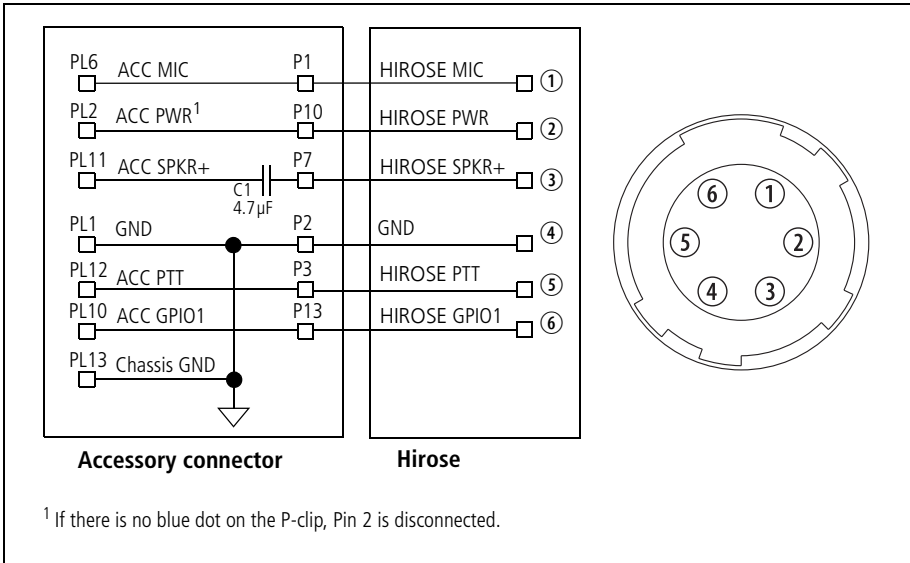 PL6 ACC MIC P1 HIROSE MIC ①
PL2 ACC PWR¹ P10 HIROSE PWR ②
PL11 ACC SPKR+ P7 HIROSE SPKR+ ③
C1
4.7µF
PL1 GND P2 GND ④
PL12 ACC PTT P3 HIROSE PTT ⑤
PL10 ACC GPIO1 P13 HIROSE GPIO1 ⑥
PL13 Chassis GND
Accessory connector Hirose
⑥ ①
⑤ ②
④ ③
¹ If there is no blue dot on the P-clip, Pin 2 is disconnected.